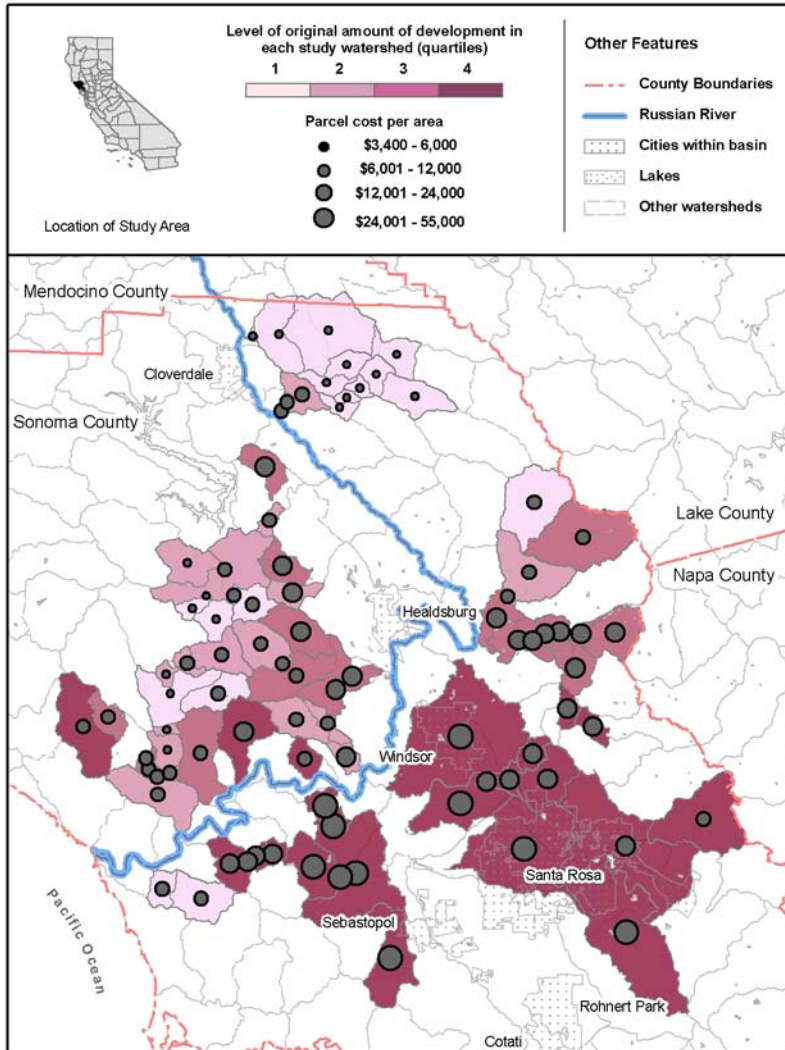 Level of original amount of development in
each study watershed (quartiles)
1 2 3 4
Parcel cost per area
$3,400 - 6,000
$6,001 - 12,000
$12,001 - 24,000
$24,001 - 55,000
Location of Study Area
Other Features
County Boundaries
Russian River
Cities within basin
Lakes
Other watersheds
Mendocino County
Cloverdale
Sonoma County
Lake County
Napa County
Healdsburg
Windsor
Santa Rosa
Sebastopol
Pacific Ocean
Rohnert Park
Cotati